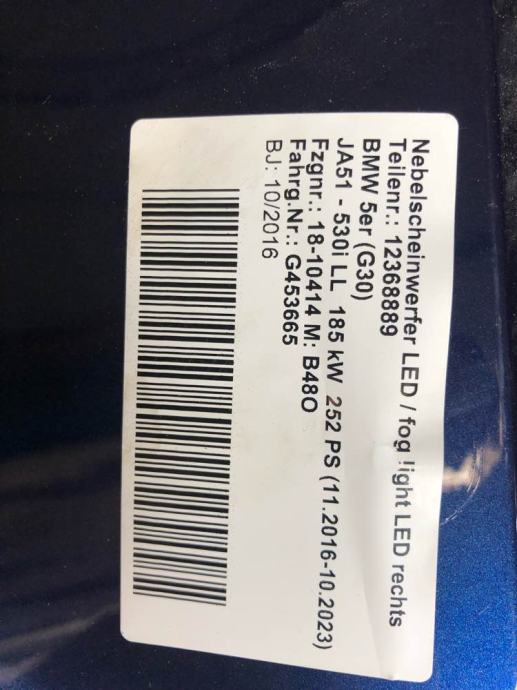 Nebelscheinwerfer LED / fog light LED rechts
Teilenr.: 12368889
BMW 5er (G30)
JA51 - 530i LL 185 kW 252 PS (11.2016-10.2023)
Fzgnr.: 18-10414 M: B48O
Fahrg.Nr.: G453665
BJ: 10/2016